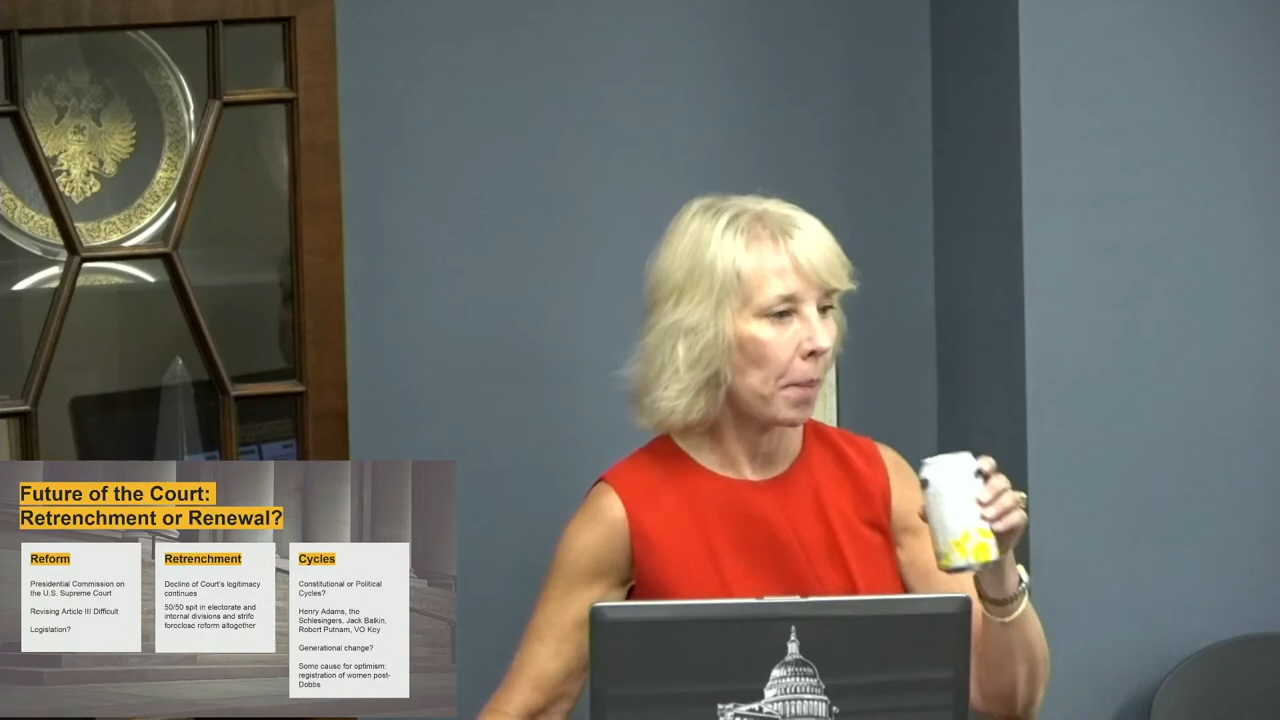 Future of the Court:
Retrenchment or Renewal?
Reform
Presidential Commission on
the U.S. Supreme Court
Revising Article III Difficult
Legislation?
Retrenchment
Decline of Court's legitimacy
continues
50/50 spit in electorate and
internal divisions and strife
foreclose reform altogether
Cycles
Constitutional or Political
Cycles?
Henry Adams, the
Schlesingers, Jack Balkin,
Robert Putnam, VO Key
Generational change?
Some cause for optimism:
registration of women post-
Dobbs